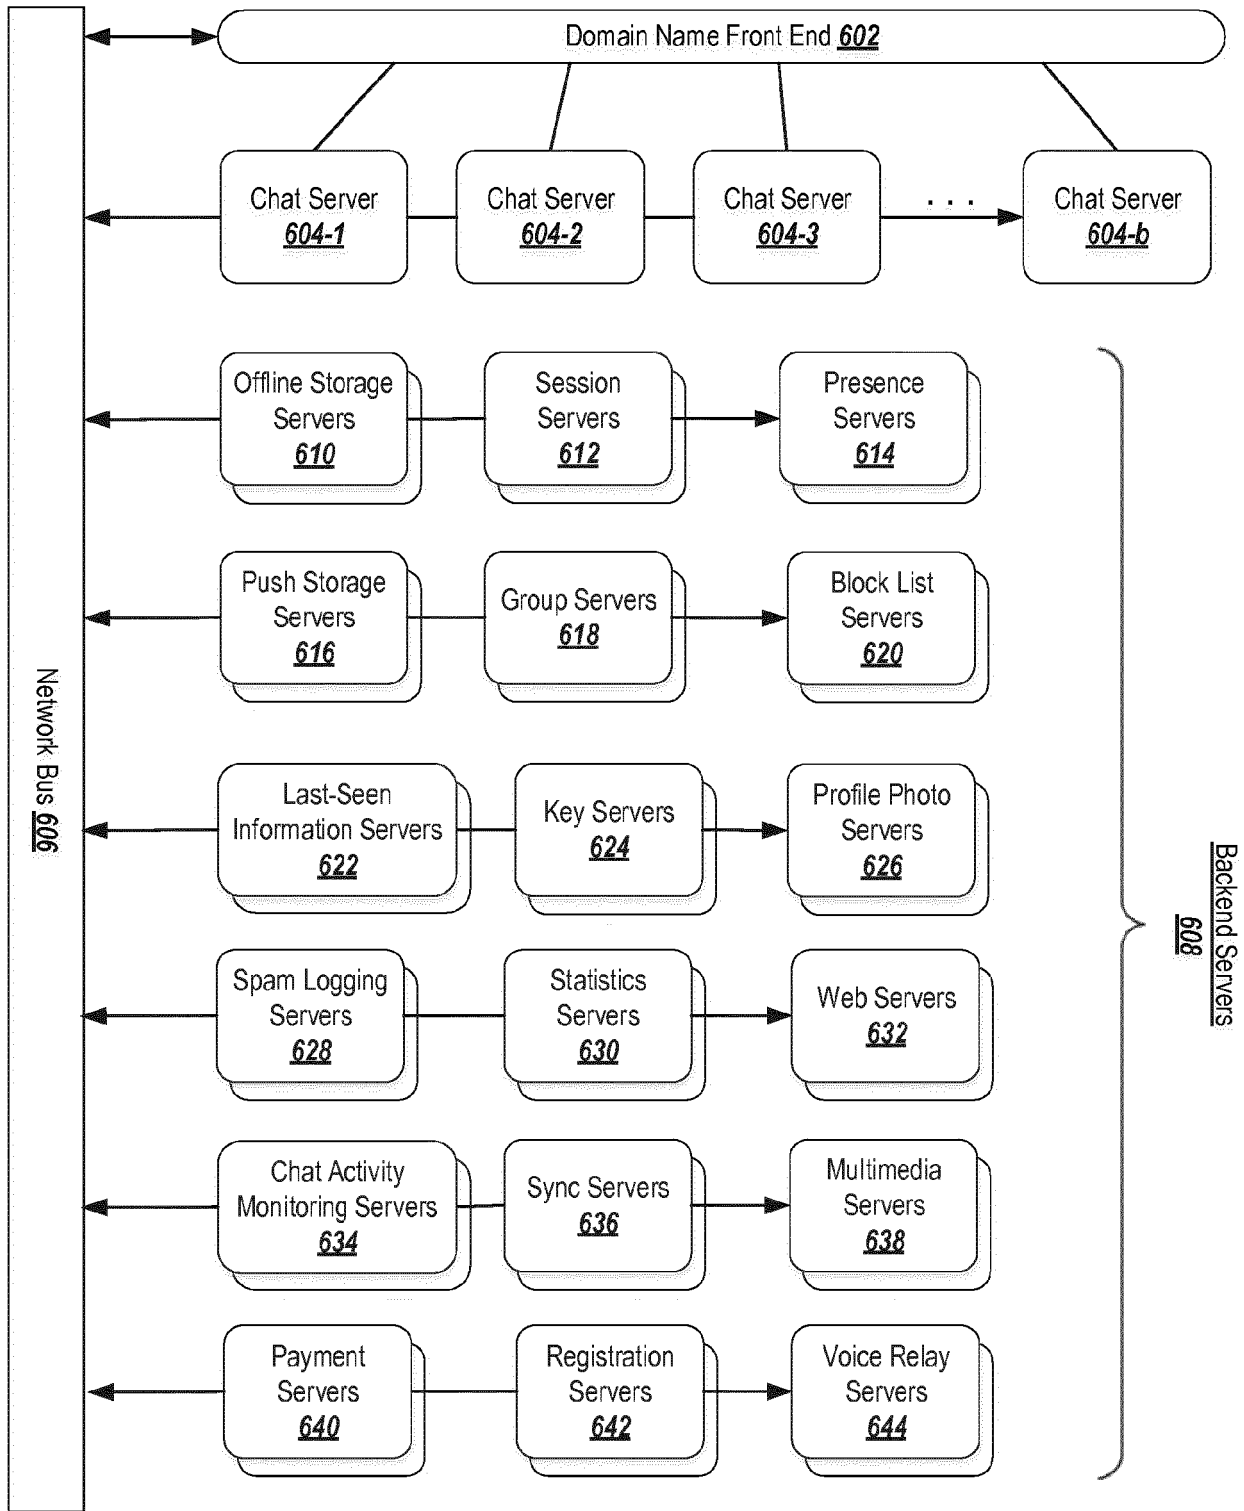 Domain Name Front End 602
Chat Server
604-1
Chat Server
604-2
Chat Server
604-3
. . .
Chat Server
604-b
Offline Storage
Servers
610
Session
Servers
612
Presence
Servers
614
Push Storage
Servers
616
Group Servers
618
Block List
Servers
620
Last-Seen
Information Servers
622
Key Servers
624
Profile Photo
Servers
626
Spam Logging
Servers
628
Statistics
Servers
630
Web Servers
632
Chat Activity
Monitoring Servers
634
Sync Servers
636
Multimedia
Servers
638
Payment
Servers
640
Registration
Servers
642
Voice Relay
Servers
644
Network Bus 606
Backend Servers
608